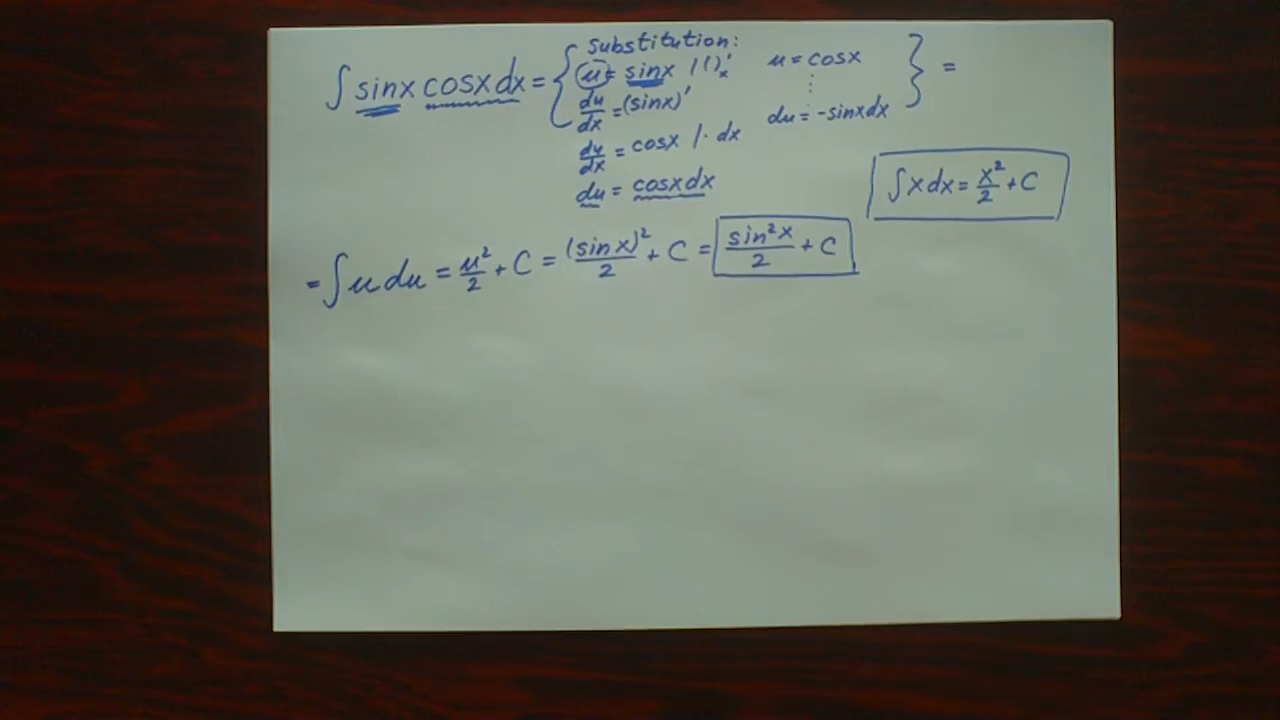 ∫ sinx cosx dx = { Substitution:
u = sinx /()'ₓ
du/dx = (sinx)'
du/dx = cosx /· dx
du = cosxdx
u = cosx
⋮
du = -sinxdx } =
∫xdx = x²/2 + C
= ∫u du = u²/2 + C = (sinx)²/2 + C = sin²x/2 + C